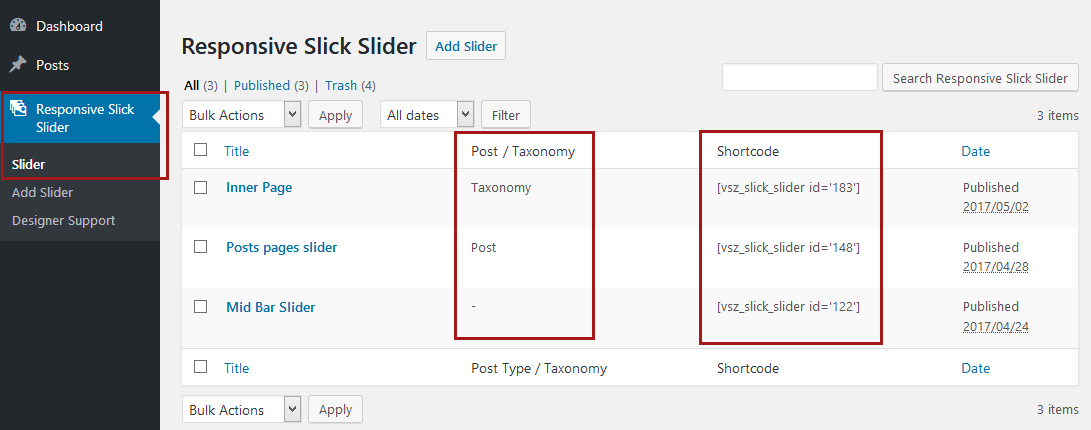 Dashboard
Posts
Responsive Slick
Slider
Slider
Add Slider
Designer Support
Responsive Slick Slider Add Slider
All (3) | Published (3) | Trash (4)
Search Responsive Slick Slider
Bulk Actions Apply All dates Filter 3 items
Title Post / Taxonomy Shortcode Date
Inner Page Taxonomy [vsz_slick_slider id='183'] Published
2017/05/02
Posts pages slider Post [vsz_slick_slider id='148'] Published
2017/04/28
Mid Bar Slider - [vsz_slick_slider id='122'] Published
2017/04/24
Title Post Type / Taxonomy Shortcode Date
Bulk Actions Apply 3 items